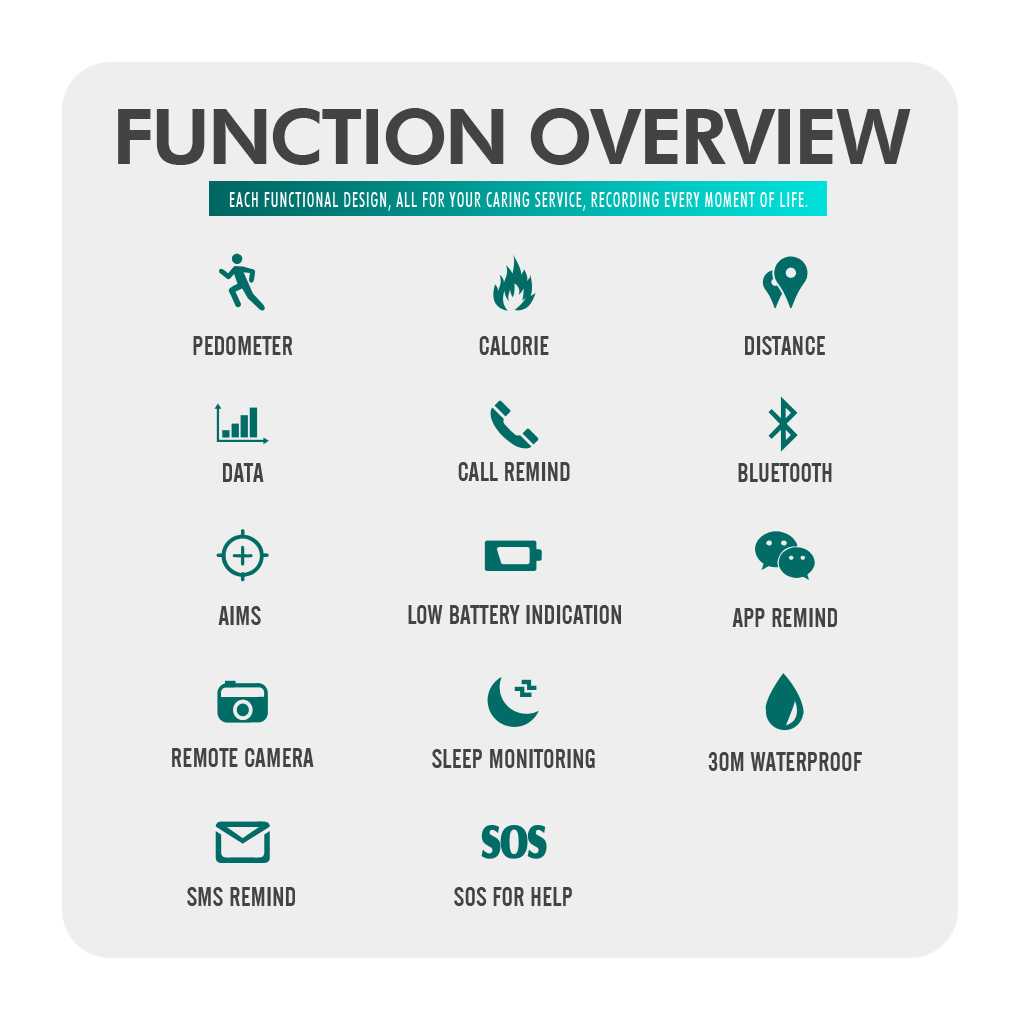 FUNCTION OVERVIEW
EACH FUNCTIONAL DESIGN, ALL FOR YOUR CARING SERVICE, RECORDING EVERY MOMENT OF LIFE.
PEDOMETER
CALORIE
DISTANCE
DATA
CALL REMIND
BLUETOOTH
AIMS
LOW BATTERY INDICATION
APP REMIND
REMOTE CAMERA
SLEEP MONITORING
30M WATERPROOF
SOS
SMS REMIND
SOS FOR HELP